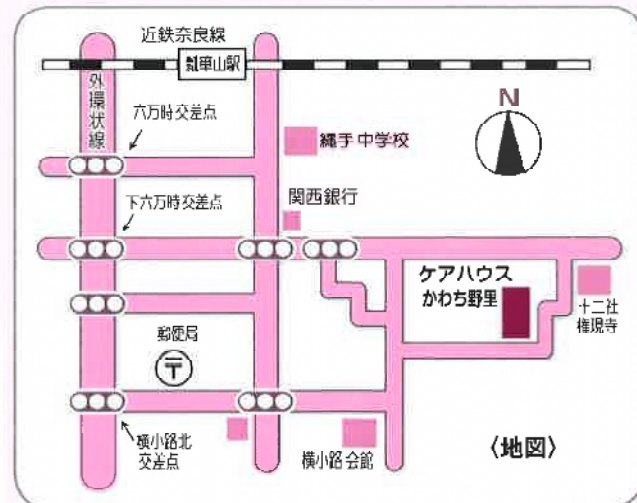 近鉄奈良線
瓢箪山駅
外環状線
六万時交差点
N
縄手中学校
下六万時交差点
関西銀行
ケアハウス
かわち野里
十二社
権現寺
郵便局
〒
横小路北
交差点
横小路会館
〈地図〉